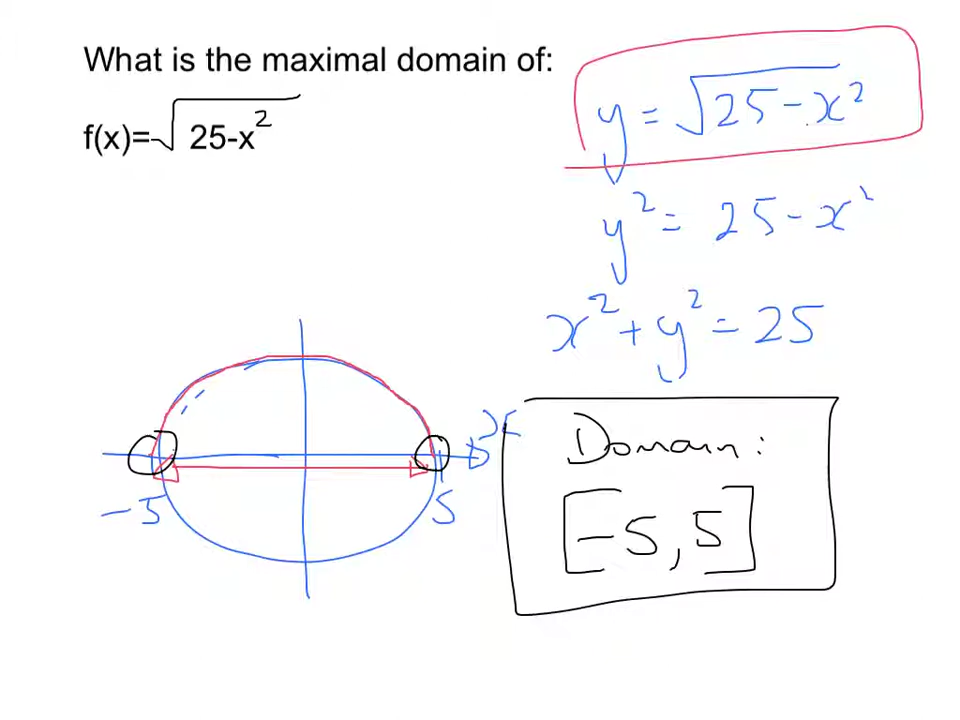 What is the maximal domain of:
f(x)=√25-x²
y = √25-x²
y² = 25-x²
x²+y² = 25
x
-5
5
Domain:
[-5,5]